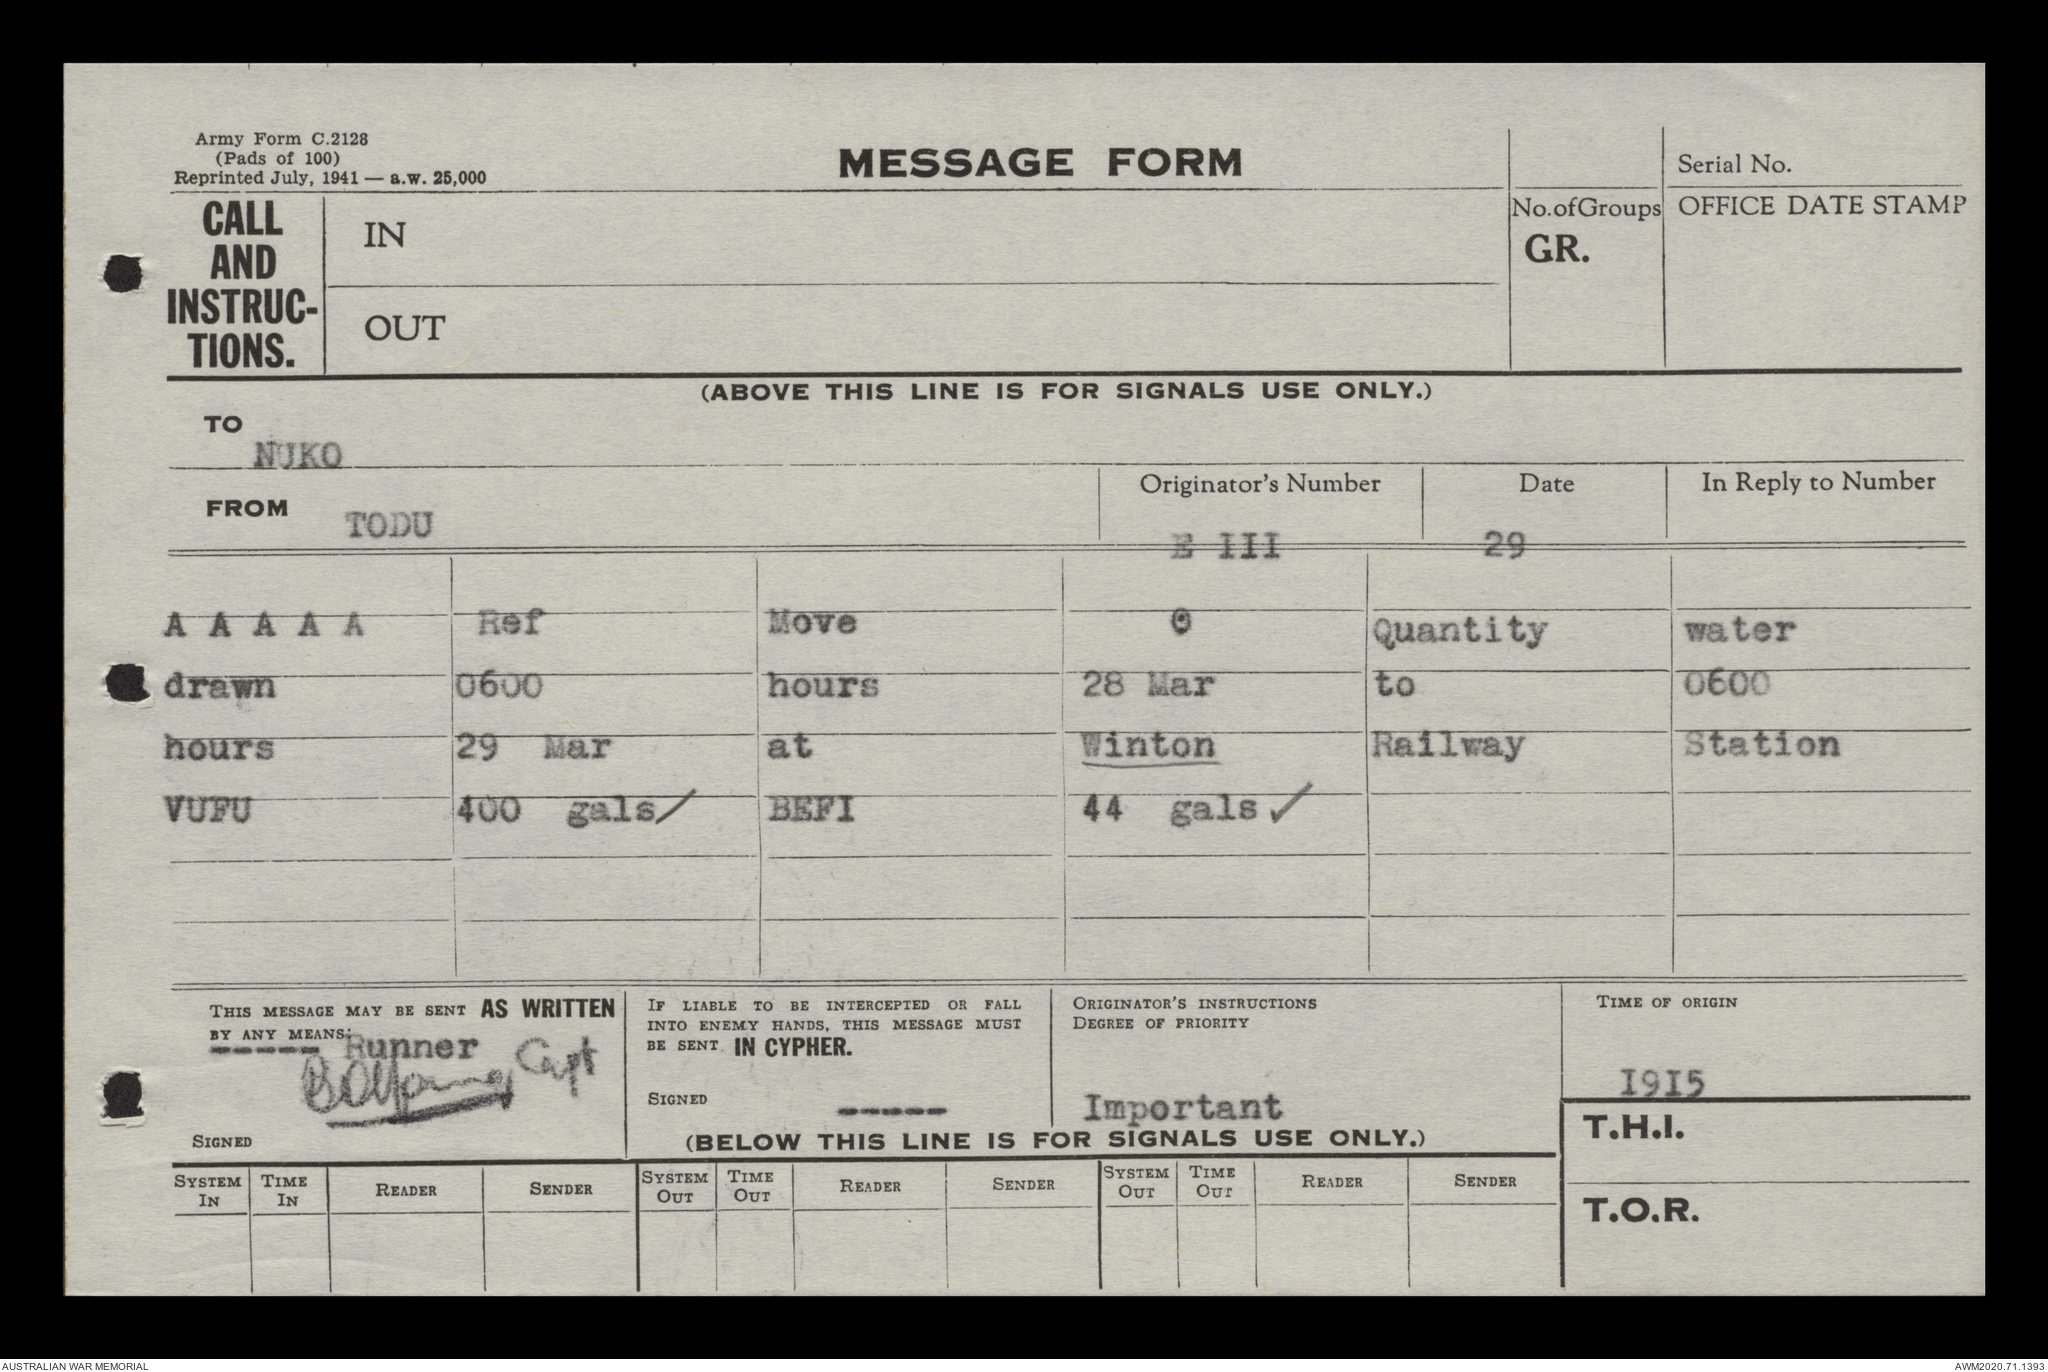 Army Form C.2128
(Pads of 100)
Reprinted July, 1941 — a.w. 25,000
MESSAGE FORM
Serial No.
CALL
AND
INSTRUC-
TIONS.
IN
OUT
No. of Groups
GR.
OFFICE DATE STAMP
(ABOVE THIS LINE IS FOR SIGNALS USE ONLY.)
TO
NUKO
FROM TODU
Originator's Number
E III
Date
29
In Reply to Number
A A A A A Ref Move 0 Quantity water
drawn 0600 hours 28 Mar to 0600
hours 29 Mar at Winton Railway Station
VUFU 400 gals/ BEFI 44 gals ✓
THIS MESSAGE MAY BE SENT AS WRITTEN
BY ANY MEANS:
----- Runner
Capt
SIGNED
IF LIABLE TO BE INTERCEPTED OR FALL
INTO ENEMY HANDS, THIS MESSAGE MUST
BE SENT IN CYPHER.
SIGNED -----
ORIGINATOR'S INSTRUCTIONS
DEGREE OF PRIORITY
Important
TIME OF ORIGIN
I9I5
(BELOW THIS LINE IS FOR SIGNALS USE ONLY.)
T.H.I.
T.O.R.
SYSTEM IN TIME IN READER SENDER SYSTEM OUT TIME OUT READER SENDER SYSTEM OUT TIME OUT READER SENDER
AUSTRALIAN WAR MEMORIAL
AWM2020.71.1393